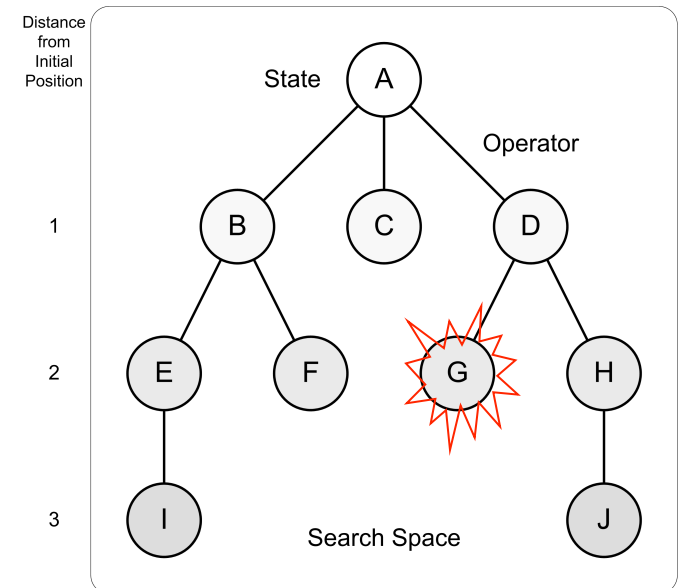 Distance
from
Initial
Position
State
A
Operator
1
B
C
D
2
E
F
G
H
3
I
J
Search Space